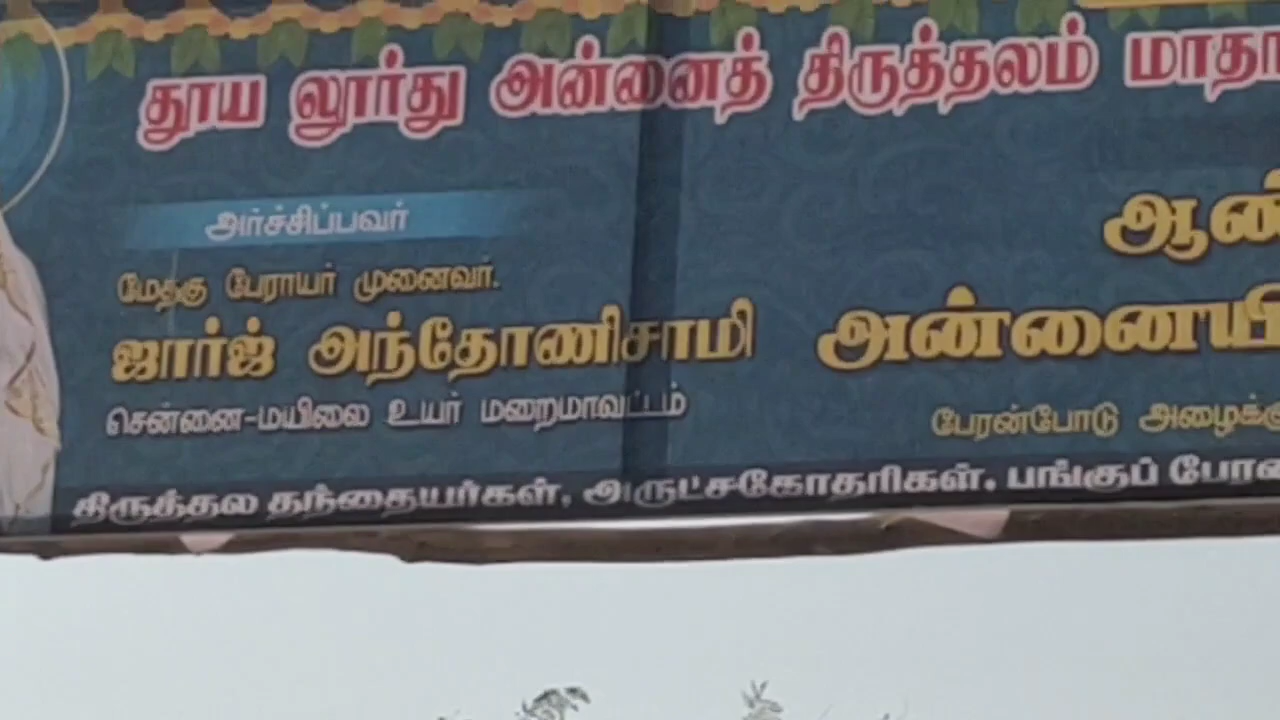 தூய லூர்து அன்னைத் திருத்தலம் மாதா
அர்ச்சிப்பவர்
மேதகு பேராயர் முனைவர்.
ஜார்ஜ் அந்தோணிசாமி
சென்னை-மயிலை உயர் மறைமாவட்டம்
அன்னையி
பேரன்போடு
திருத்தல தந்தையர்கள், அருட்சகோதரிகள். பங்குப்